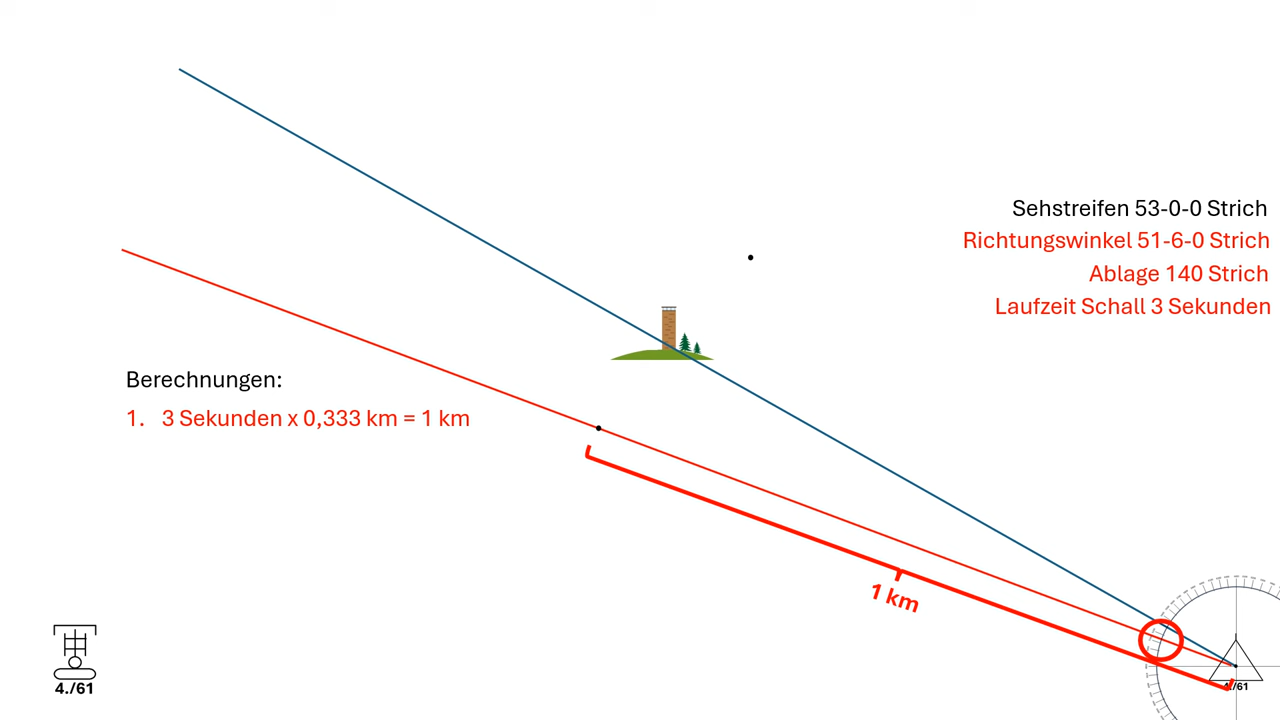 Sehstreifen 53-0-0 Strich
Richtungswinkel 51-6-0 Strich
Ablage 140 Strich
Laufzeit Schall 3 Sekunden
Berechnungen:
1. 3 Sekunden x 0,333 km = 1 km
1 km
4./61
4./61